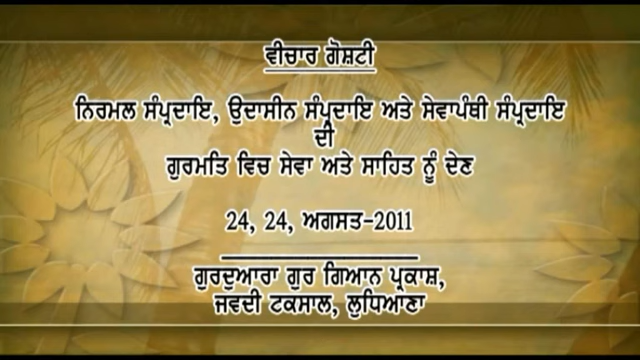 ਵੀਚਾਰ ਗੋਸ਼ਟੀ
ਨਿਰਮਲ ਸੰਪ੍ਰਦਾਇ, ਉਦਾਸੀਨ ਸੰਪ੍ਰਦਾਇ ਅਤੇ ਸੇਵਾਪੰਥੀ ਸੰਪ੍ਰਦਾਇ
ਦੀ
ਗੁਰਮਤਿ ਵਿਚ ਸੇਵਾ ਅਤੇ ਸਾਹਿਤ ਨੂੰ ਦੇਣ
24, 24, ਅਗਸਤ-2011
ਗੁਰਦੁਆਰਾ ਗੁਰ ਗਿਆਨ ਪ੍ਰਕਾਸ਼,
ਜਵਦੀ ਟਕਸਾਲ, ਲੁਧਿਆਣਾ